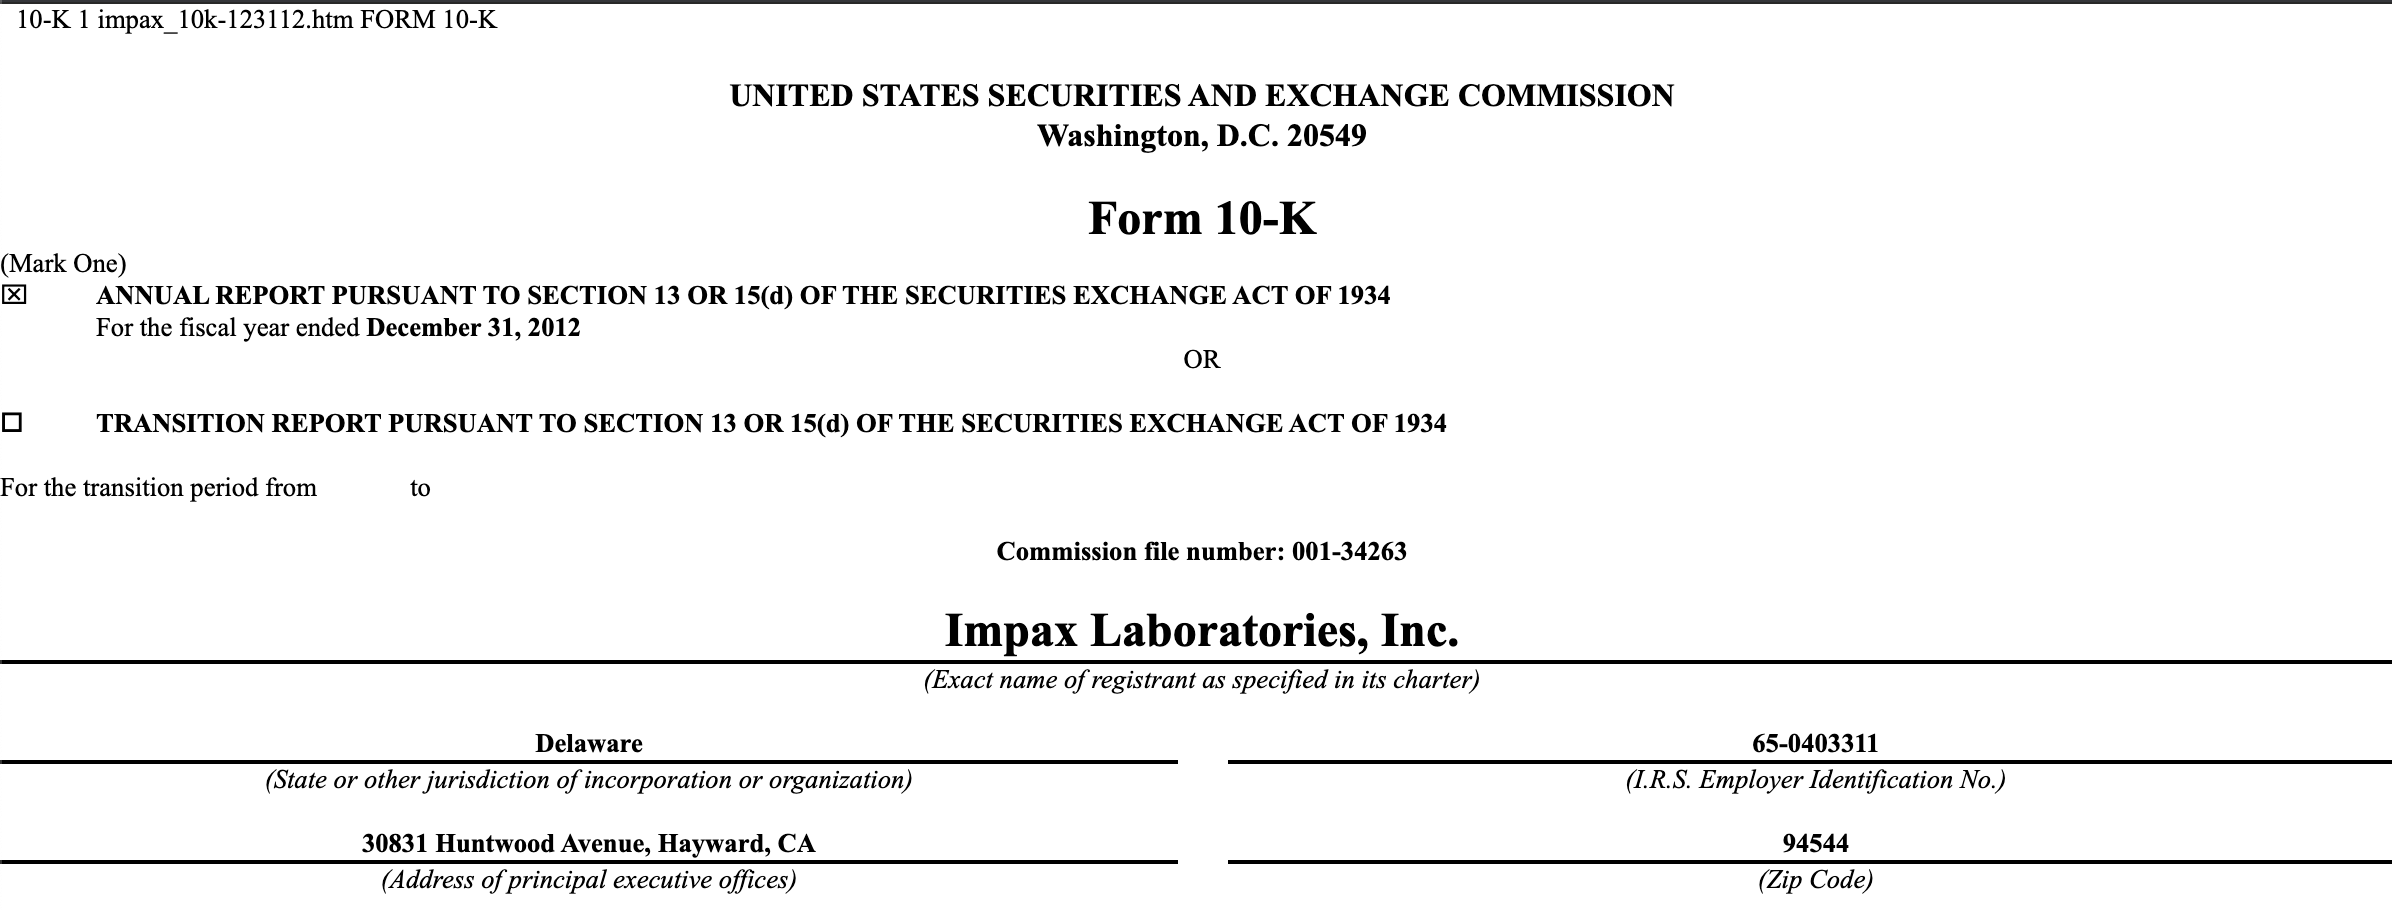 10-K 1 impax_10k-123112.htm FORM 10-K
UNITED STATES SECURITIES AND EXCHANGE COMMISSION
Washington, D.C. 20549
Form 10-K
(Mark One)
☒ ANNUAL REPORT PURSUANT TO SECTION 13 OR 15(d) OF THE SECURITIES EXCHANGE ACT OF 1934
For the fiscal year ended December 31, 2012
OR
☐ TRANSITION REPORT PURSUANT TO SECTION 13 OR 15(d) OF THE SECURITIES EXCHANGE ACT OF 1934
For the transition period from to
Commission file number: 001-34263
Impax Laboratories, Inc.
(Exact name of registrant as specified in its charter)
Delaware 65-0403311
(State or other jurisdiction of incorporation or organization) (I.R.S. Employer Identification No.)
30831 Huntwood Avenue, Hayward, CA 94544
(Address of principal executive offices) (Zip Code)